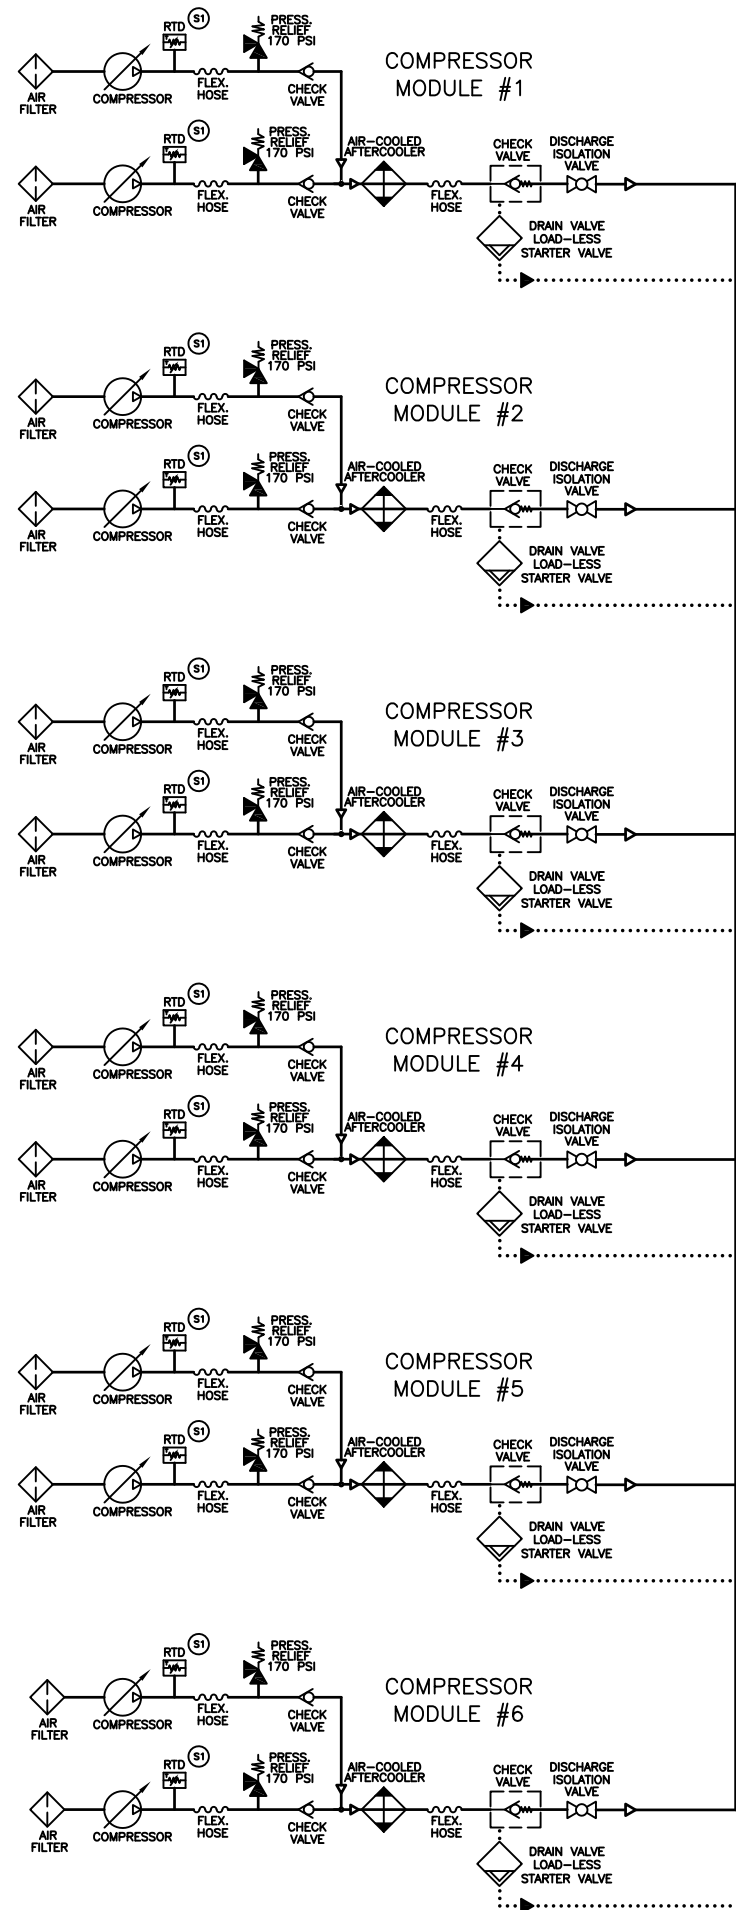 RTD
S1
PRESS.
RELIEF
170 PSI
COMPRESSOR
MODULE #1
AIR
FILTER
COMPRESSOR
FLEX.
HOSE
CHECK
VALVE
RTD
S1
PRESS.
RELIEF
170 PSI
AIR-COOLED
AFTERCOOLER
CHECK
VALVE
DISCHARGE
ISOLATION
VALVE
AIR
FILTER
COMPRESSOR
FLEX.
HOSE
CHECK
VALVE
FLEX.
HOSE
DRAIN VALVE
LOAD-LESS
STARTER VALVE
RTD
S1
PRESS.
RELIEF
170 PSI
COMPRESSOR
MODULE #2
AIR
FILTER
COMPRESSOR
FLEX.
HOSE
CHECK
VALVE
RTD
S1
PRESS.
RELIEF
170 PSI
AIR-COOLED
AFTERCOOLER
CHECK
VALVE
DISCHARGE
ISOLATION
VALVE
AIR
FILTER
COMPRESSOR
FLEX.
HOSE
CHECK
VALVE
FLEX.
HOSE
DRAIN VALVE
LOAD-LESS
STARTER VALVE
RTD
S1
PRESS.
RELIEF
170 PSI
COMPRESSOR
MODULE #3
AIR
FILTER
COMPRESSOR
FLEX.
HOSE
CHECK
VALVE
RTD
S1
PRESS.
RELIEF
170 PSI
AIR-COOLED
AFTERCOOLER
CHECK
VALVE
DISCHARGE
ISOLATION
VALVE
AIR
FILTER
COMPRESSOR
FLEX.
HOSE
CHECK
VALVE
FLEX.
HOSE
DRAIN VALVE
LOAD-LESS
STARTER VALVE
RTD
S1
PRESS.
RELIEF
170 PSI
COMPRESSOR
MODULE #4
AIR
FILTER
COMPRESSOR
FLEX.
HOSE
CHECK
VALVE
RTD
S1
PRESS.
RELIEF
170 PSI
AIR-COOLED
AFTERCOOLER
CHECK
VALVE
DISCHARGE
ISOLATION
VALVE
AIR
FILTER
COMPRESSOR
FLEX.
HOSE
CHECK
VALVE
FLEX.
HOSE
DRAIN VALVE
LOAD-LESS
STARTER VALVE
RTD
S1
PRESS.
RELIEF
170 PSI
COMPRESSOR
MODULE #5
AIR
FILTER
COMPRESSOR
FLEX.
HOSE
CHECK
VALVE
RTD
S1
PRESS.
RELIEF
170 PSI
AIR-COOLED
AFTERCOOLER
CHECK
VALVE
DISCHARGE
ISOLATION
VALVE
AIR
FILTER
COMPRESSOR
FLEX.
HOSE
CHECK
VALVE
FLEX.
HOSE
DRAIN VALVE
LOAD-LESS
STARTER VALVE
RTD
S1
PRESS.
RELIEF
170 PSI
COMPRESSOR
MODULE #6
AIR
FILTER
COMPRESSOR
FLEX.
HOSE
CHECK
VALVE
RTD
S1
PRESS.
RELIEF
170 PSI
AIR-COOLED
AFTERCOOLER
CHECK
VALVE
DISCHARGE
ISOLATION
VALVE
AIR
FILTER
COMPRESSOR
FLEX.
HOSE
CHECK
VALVE
FLEX.
HOSE
DRAIN VALVE
LOAD-LESS
STARTER VALVE